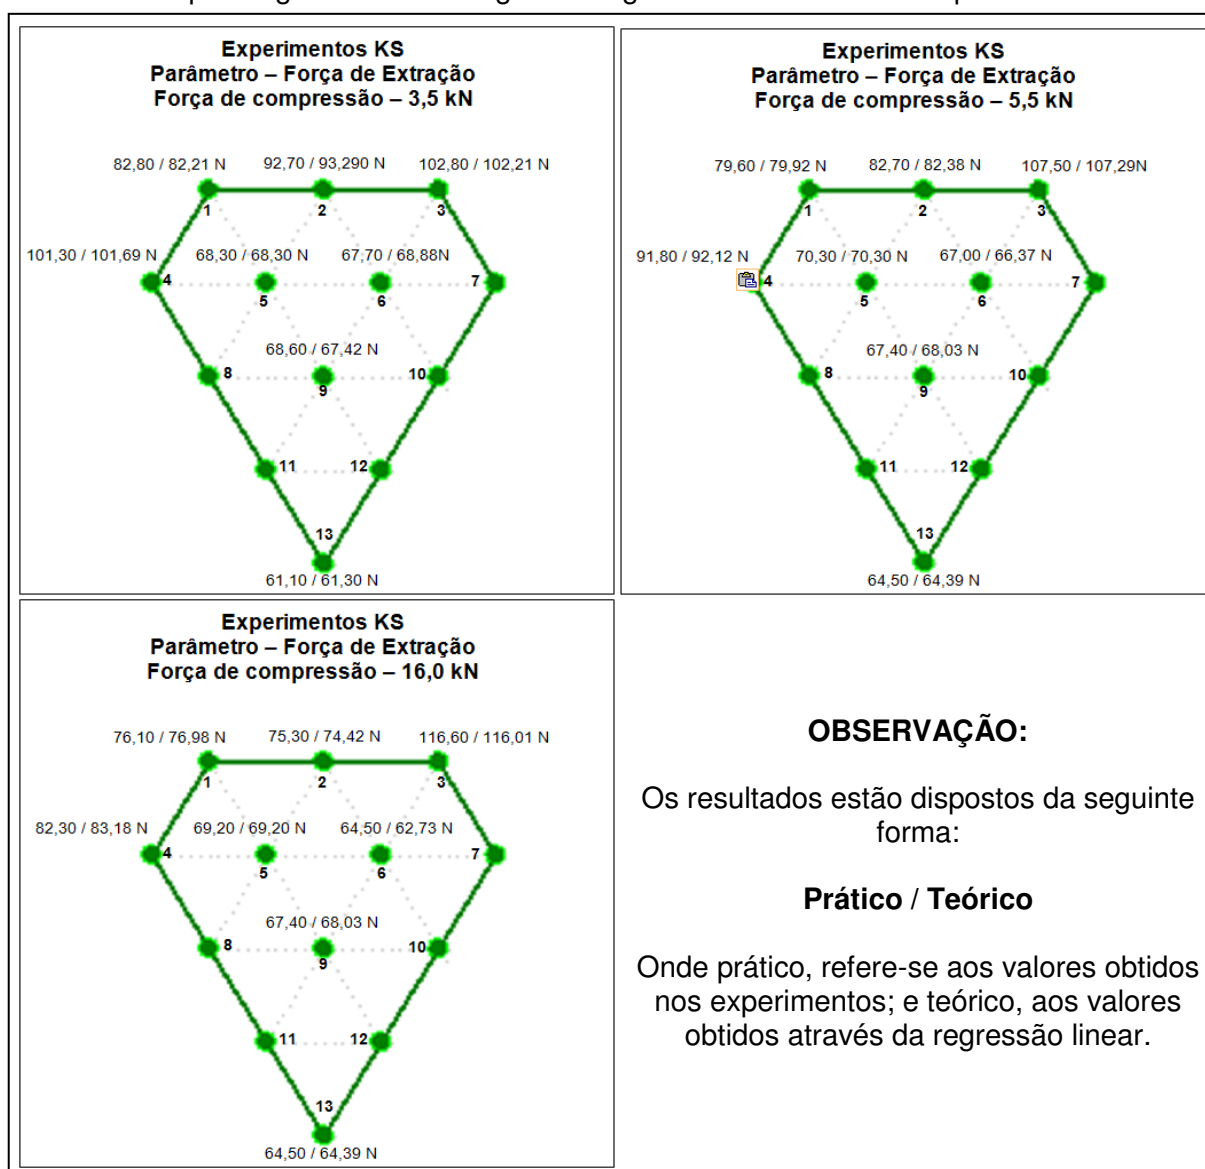 Experimentos KS
Parâmetro – Força de Extração
Força de compressão – 3,5 kN
82,80 / 82,21 N
92,70 / 93,290 N
102,80 / 102,21 N
1
2
3
101,30 / 101,69 N
68,30 / 68,30 N
67,70 / 68,88N
4
5
6
7
68,60 / 67,42 N
8
9
10
11
12
13
61,10 / 61,30 N
Experimentos KS
Parâmetro – Força de Extração
Força de compressão – 5,5 kN
79,60 / 79,92 N
82,70 / 82,38 N
107,50 / 107,29N
1
2
3
91,80 / 92,12 N
70,30 / 70,30 N
67,00 / 66,37 N
4
5
6
7
67,40 / 68,03 N
8
9
10
11
12
13
64,50 / 64,39 N
Experimentos KS
Parâmetro – Força de Extração
Força de compressão – 16,0 kN
76,10 / 76,98 N
75,30 / 74,42 N
116,60 / 116,01 N
1
2
3
82,30 / 83,18 N
69,20 / 69,20 N
64,50 / 62,73 N
4
5
6
7
67,40 / 68,03 N
8
9
10
11
12
13
64,50 / 64,39 N
OBSERVAÇÃO:
Os resultados estão dispostos da seguinte
forma:
Prático / Teórico
Onde prático, refere-se aos valores obtidos
nos experimentos; e teórico, aos valores
obtidos através da regressão linear.